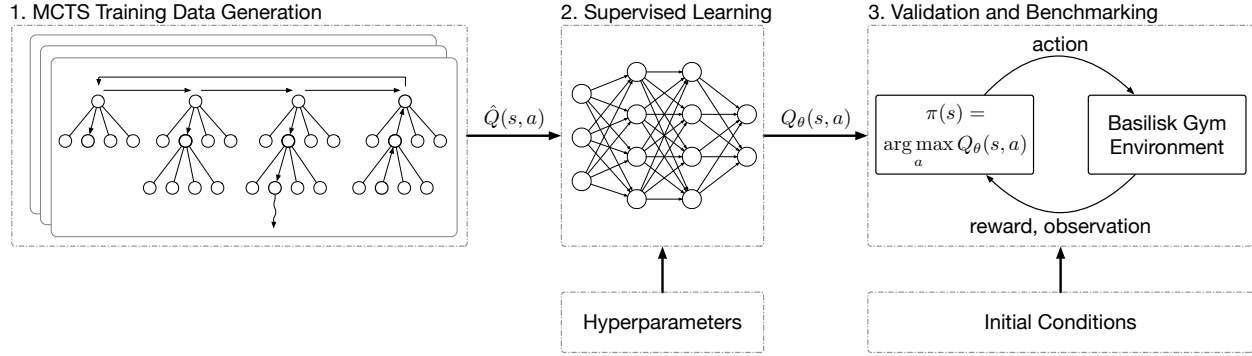 1. MCTS Training Data Generation
2. Supervised Learning
3. Validation and Benchmarking
action
Q̂(s, a)
Q_θ(s, a)
π(s) =
arg max Q_θ(s, a)
a
Basilisk Gym
Environment
reward, observation
Hyperparameters
Initial Conditions